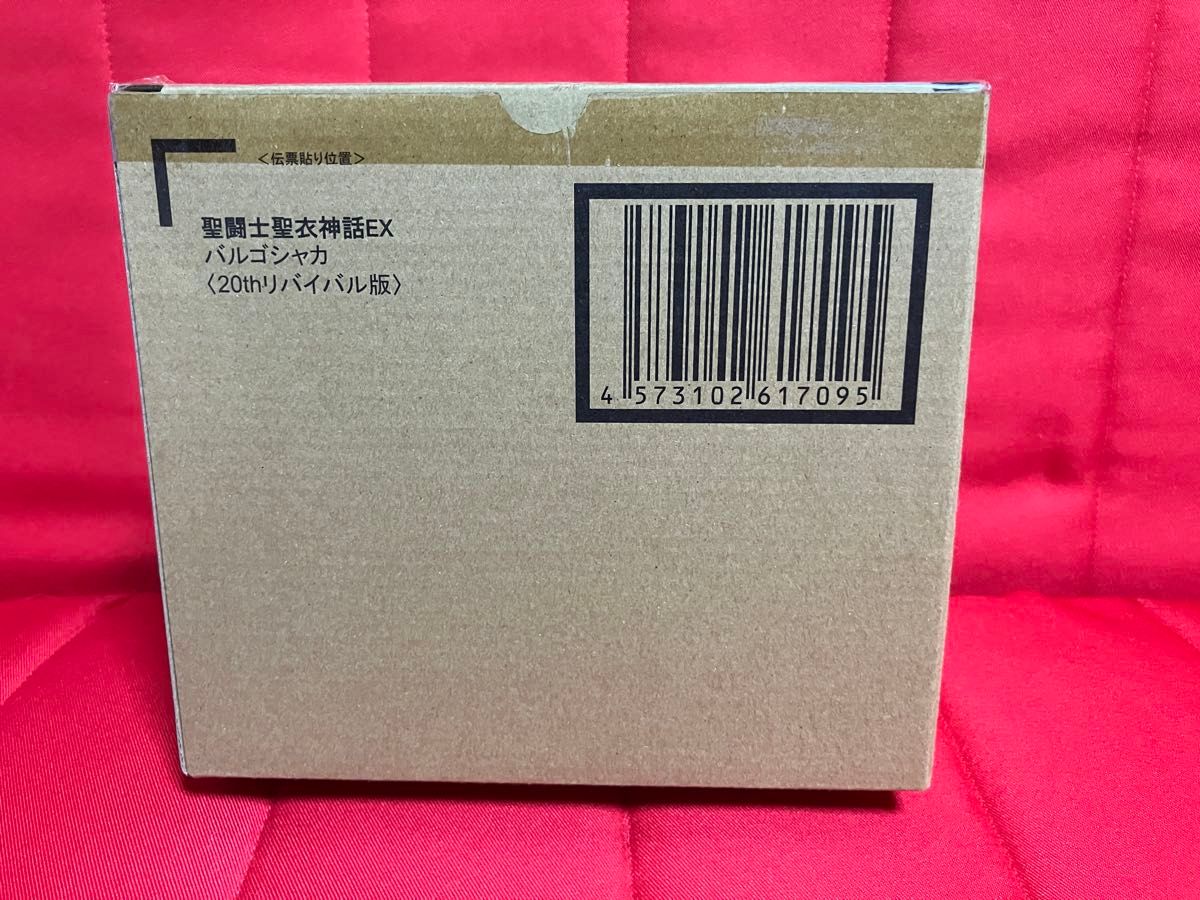 ＜伝票貼り位置＞
聖闘士聖衣神話EX
バルゴシャカ
〈20thリバイバル版〉
4 573102 617095